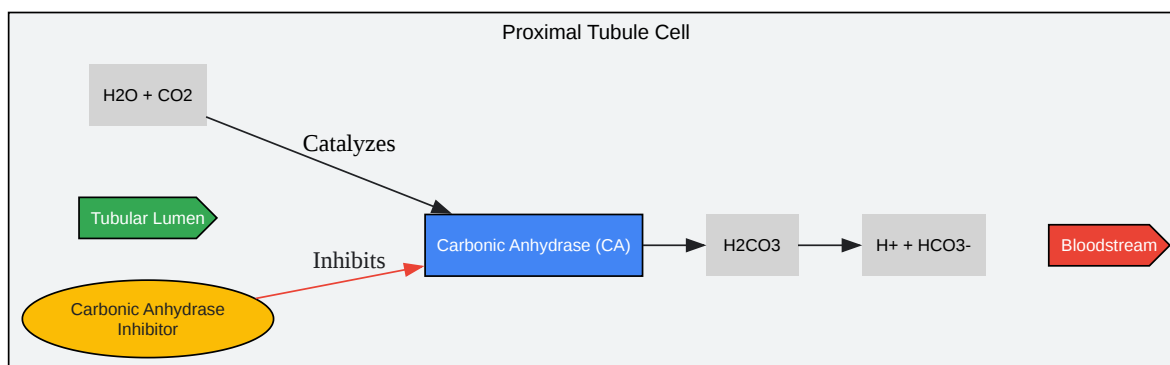 Proximal Tubule Cell
H2O + CO2
Catalyzes
Tubular Lumen
Carbonic Anhydrase (CA)
H2CO3
H+ + HCO3-
Bloodstream
Inhibits
Carbonic Anhydrase
Inhibitor